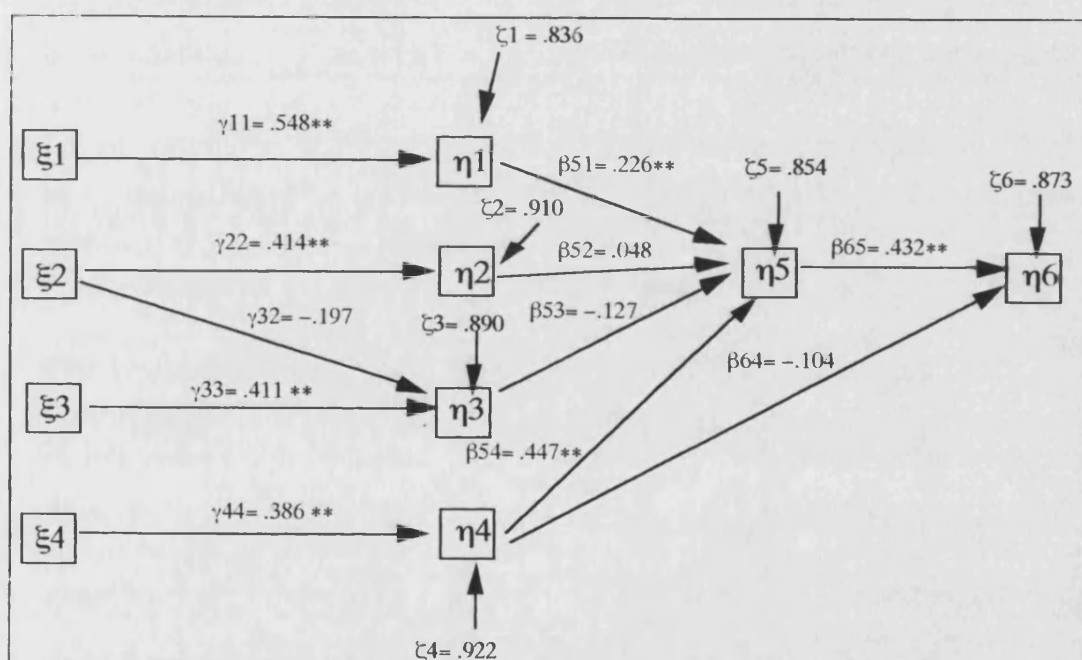 ζ1 = .836
γ11= .548**
ξ1
η1
β51= .226**
ζ5= .854
ζ6= .873
ζ2= .910
γ22= .414**
β52= .048
β65= .432**
ξ2
η2
η5
η6
γ32= −.197
ζ3= .890
β53= −.127
β64= −.104
γ33= .411 **
ξ3
η3
β54= .447**
γ44= .386 **
ξ4
η4
ζ4= .922